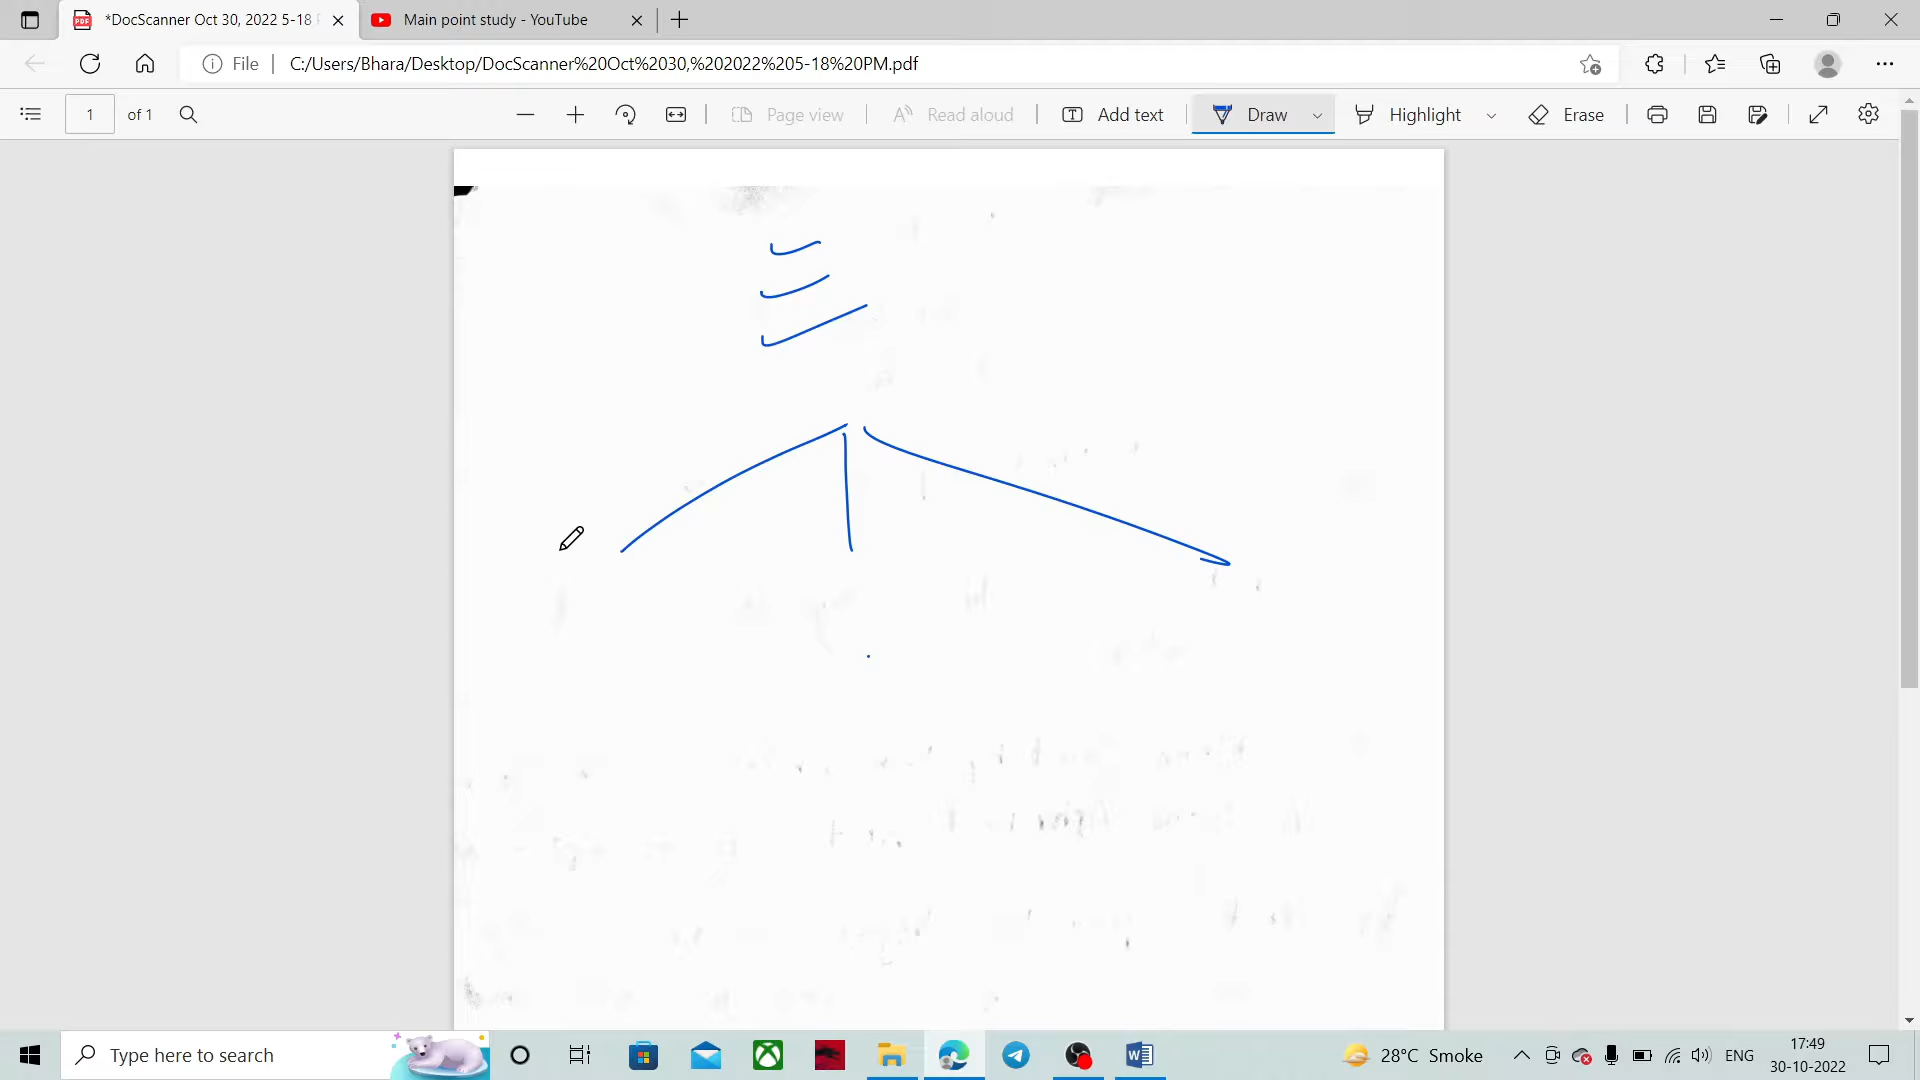 *DocScanner Oct 30, 2022 5-18
Main point study - YouTube
File
C:/Users/Bhara/Desktop/DocScanner%20Oct%2030,%202022%205-18%20PM.pdf
1 of 1
Page view
Read aloud
Add text
Draw
Highlight
Erase
Type here to search
28°C Smoke
ENG
17:49
30-10-2022